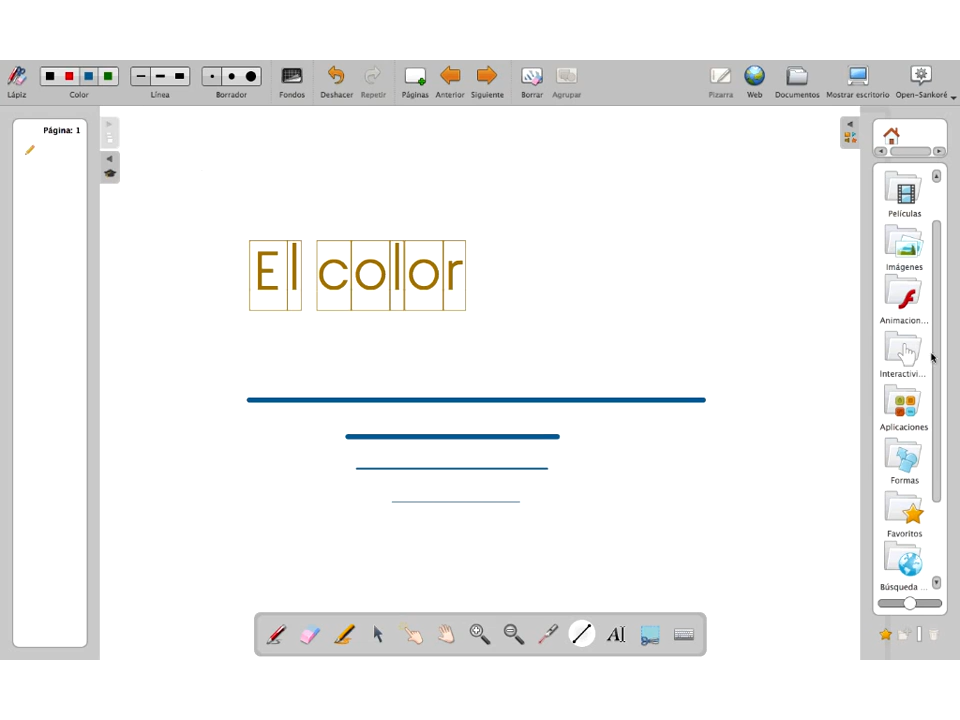 Lápiz Color Línea Borrador Fondos Deshacer Repetir Páginas Anterior Siguiente Borrar Agrupar Pizarra Web Documentos Mostrar escritorio Open-Sankoré
Página: 1
El color
Películas
Imágenes
Animacion...
Interactivi...
Aplicaciones
Formas
Favoritos
Búsqueda ...
AI